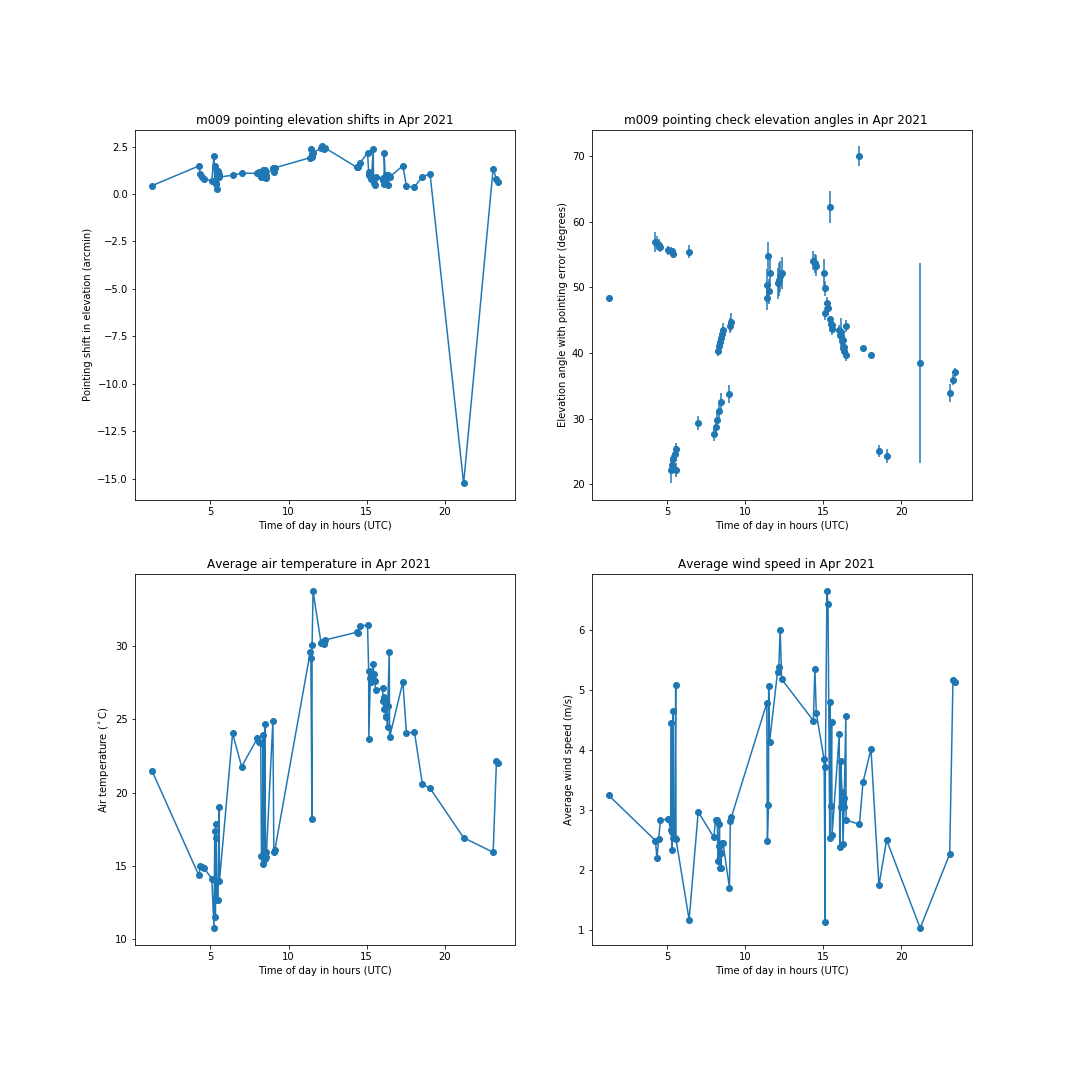 m009 pointing elevation shifts in Apr 2021
Pointing shift in elevation (arcmin)
2.5
0.0
−2.5
−5.0
−7.5
−10.0
−12.5
−15.0
5 10 15 20
Time of day in hours (UTC)
m009 pointing check elevation angles in Apr 2021
Elevation angle with pointing error (degrees)
70
60
50
40
30
20
5 10 15 20
Time of day in hours (UTC)
Average air temperature in Apr 2021
Air temperature (°C)
30
25
20
15
10
5 10 15 20
Time of day in hours (UTC)
Average wind speed in Apr 2021
Average wind speed (m/s)
6
5
4
3
2
1
5 10 15 20
Time of day in hours (UTC)